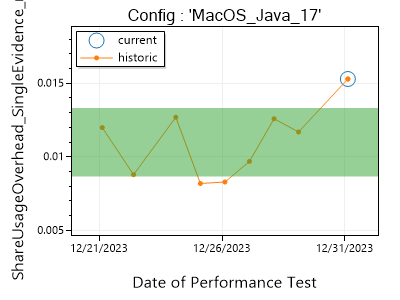 Config : 'MacOS_Java_17'
current
historic
ShareUsageOverhead_SingleEvidence_
0.015
0.01
0.005
12/21/2023
12/26/2023
12/31/2023
Date of Performance Test